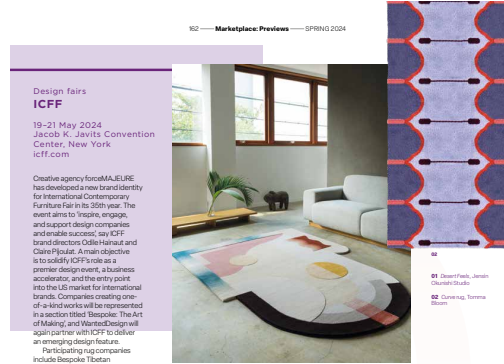 162 — Marketplace: Previews — SPRING 2024
Design fairs
ICFF
19–21 May 2024
Jacob K. Javits Convention
Center, New York
icff.com
Creative agency forceMAJEURE
has developed a new brand identity
for International Contemporary
Furniture Fair in its 35th year. The
event aims to 'inspire, engage,
and support design companies
and enable success', say ICFF
brand directors Odile Hainaut and
Claire Pijoulat. A main objective
is to solidify ICFF's role as a
premier design event, a business
accelerator, and the entry point
into the US market for international
brands. Companies creating one-
of-a-kind works will be represented
in a section titled 'Bespoke: The Art
of Making', and WantedDesign will
again partner with ICFF to deliver
an emerging design feature.
Participating rug companies
include Bespoke Tibetan
02
01 Desert Feels, Jensin
Okunishi Studio
02 Curva rug, Tomma
Bloom